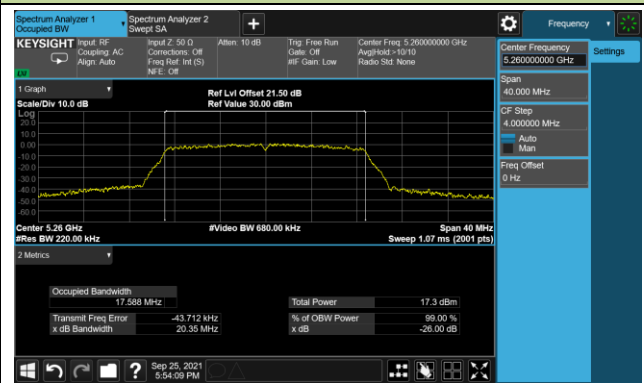 Spectrum Analyzer 1
Occupied BW
Spectrum Analyzer 2
Swept SA
Frequency
KEYSIGHT
Input: RF
Coupling: AC
Align: Auto
Input Z: 50 Ω
Corrections: Off
Freq Ref: Int (S)
NFE: Off
Atten: 10 dB
Trig: Free Run
Gate: Off
#IF Gain: Low
Center Freq: 5.260000000 GHz
Avg|Hold:>10/10
Radio Std: None
Center Frequency
5.260000000 GHz
Settings
Span
40.000 MHz
CF Step
4.000000 MHz
Auto
Man
Freq Offset
0 Hz
1 Graph
Scale/Div 10.0 dB
Ref Lvl Offset 21.50 dB
Ref Value 30.00 dBm
Log
20.0
10.0
0.00
-10.0
-20.0
-30.0
-40.0
-50.0
-60.0
Center 5.26 GHz
#Res BW 220.00 kHz
#Video BW 680.00 kHz
Span 40 MHz
Sweep 1.07 ms (2001 pts)
2 Metrics
Occupied Bandwidth
17.588 MHz
Transmit Freq Error -43.712 kHz
x dB Bandwidth 20.35 MHz
Total Power 17.3 dBm
% of OBW Power 99.00 %
x dB -26.00 dB
Sep 25, 2021
5:54:09 PM